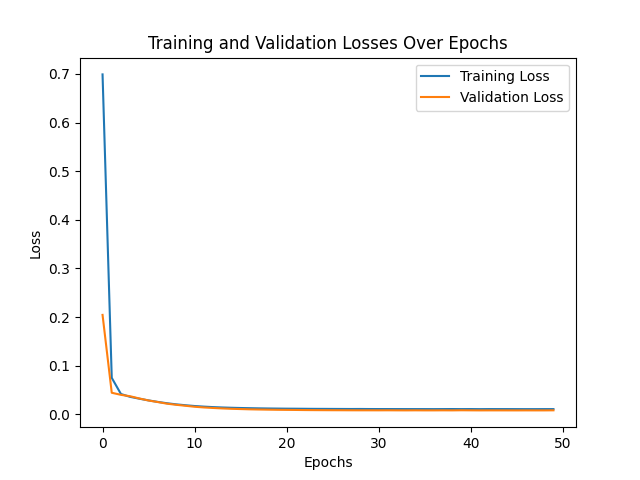 Training and Validation Losses Over Epochs
Training Loss
Validation Loss
0.7
0.6
0.5
0.4
0.3
0.2
0.1
0.0
Loss
0 10 20 30 40 50
Epochs